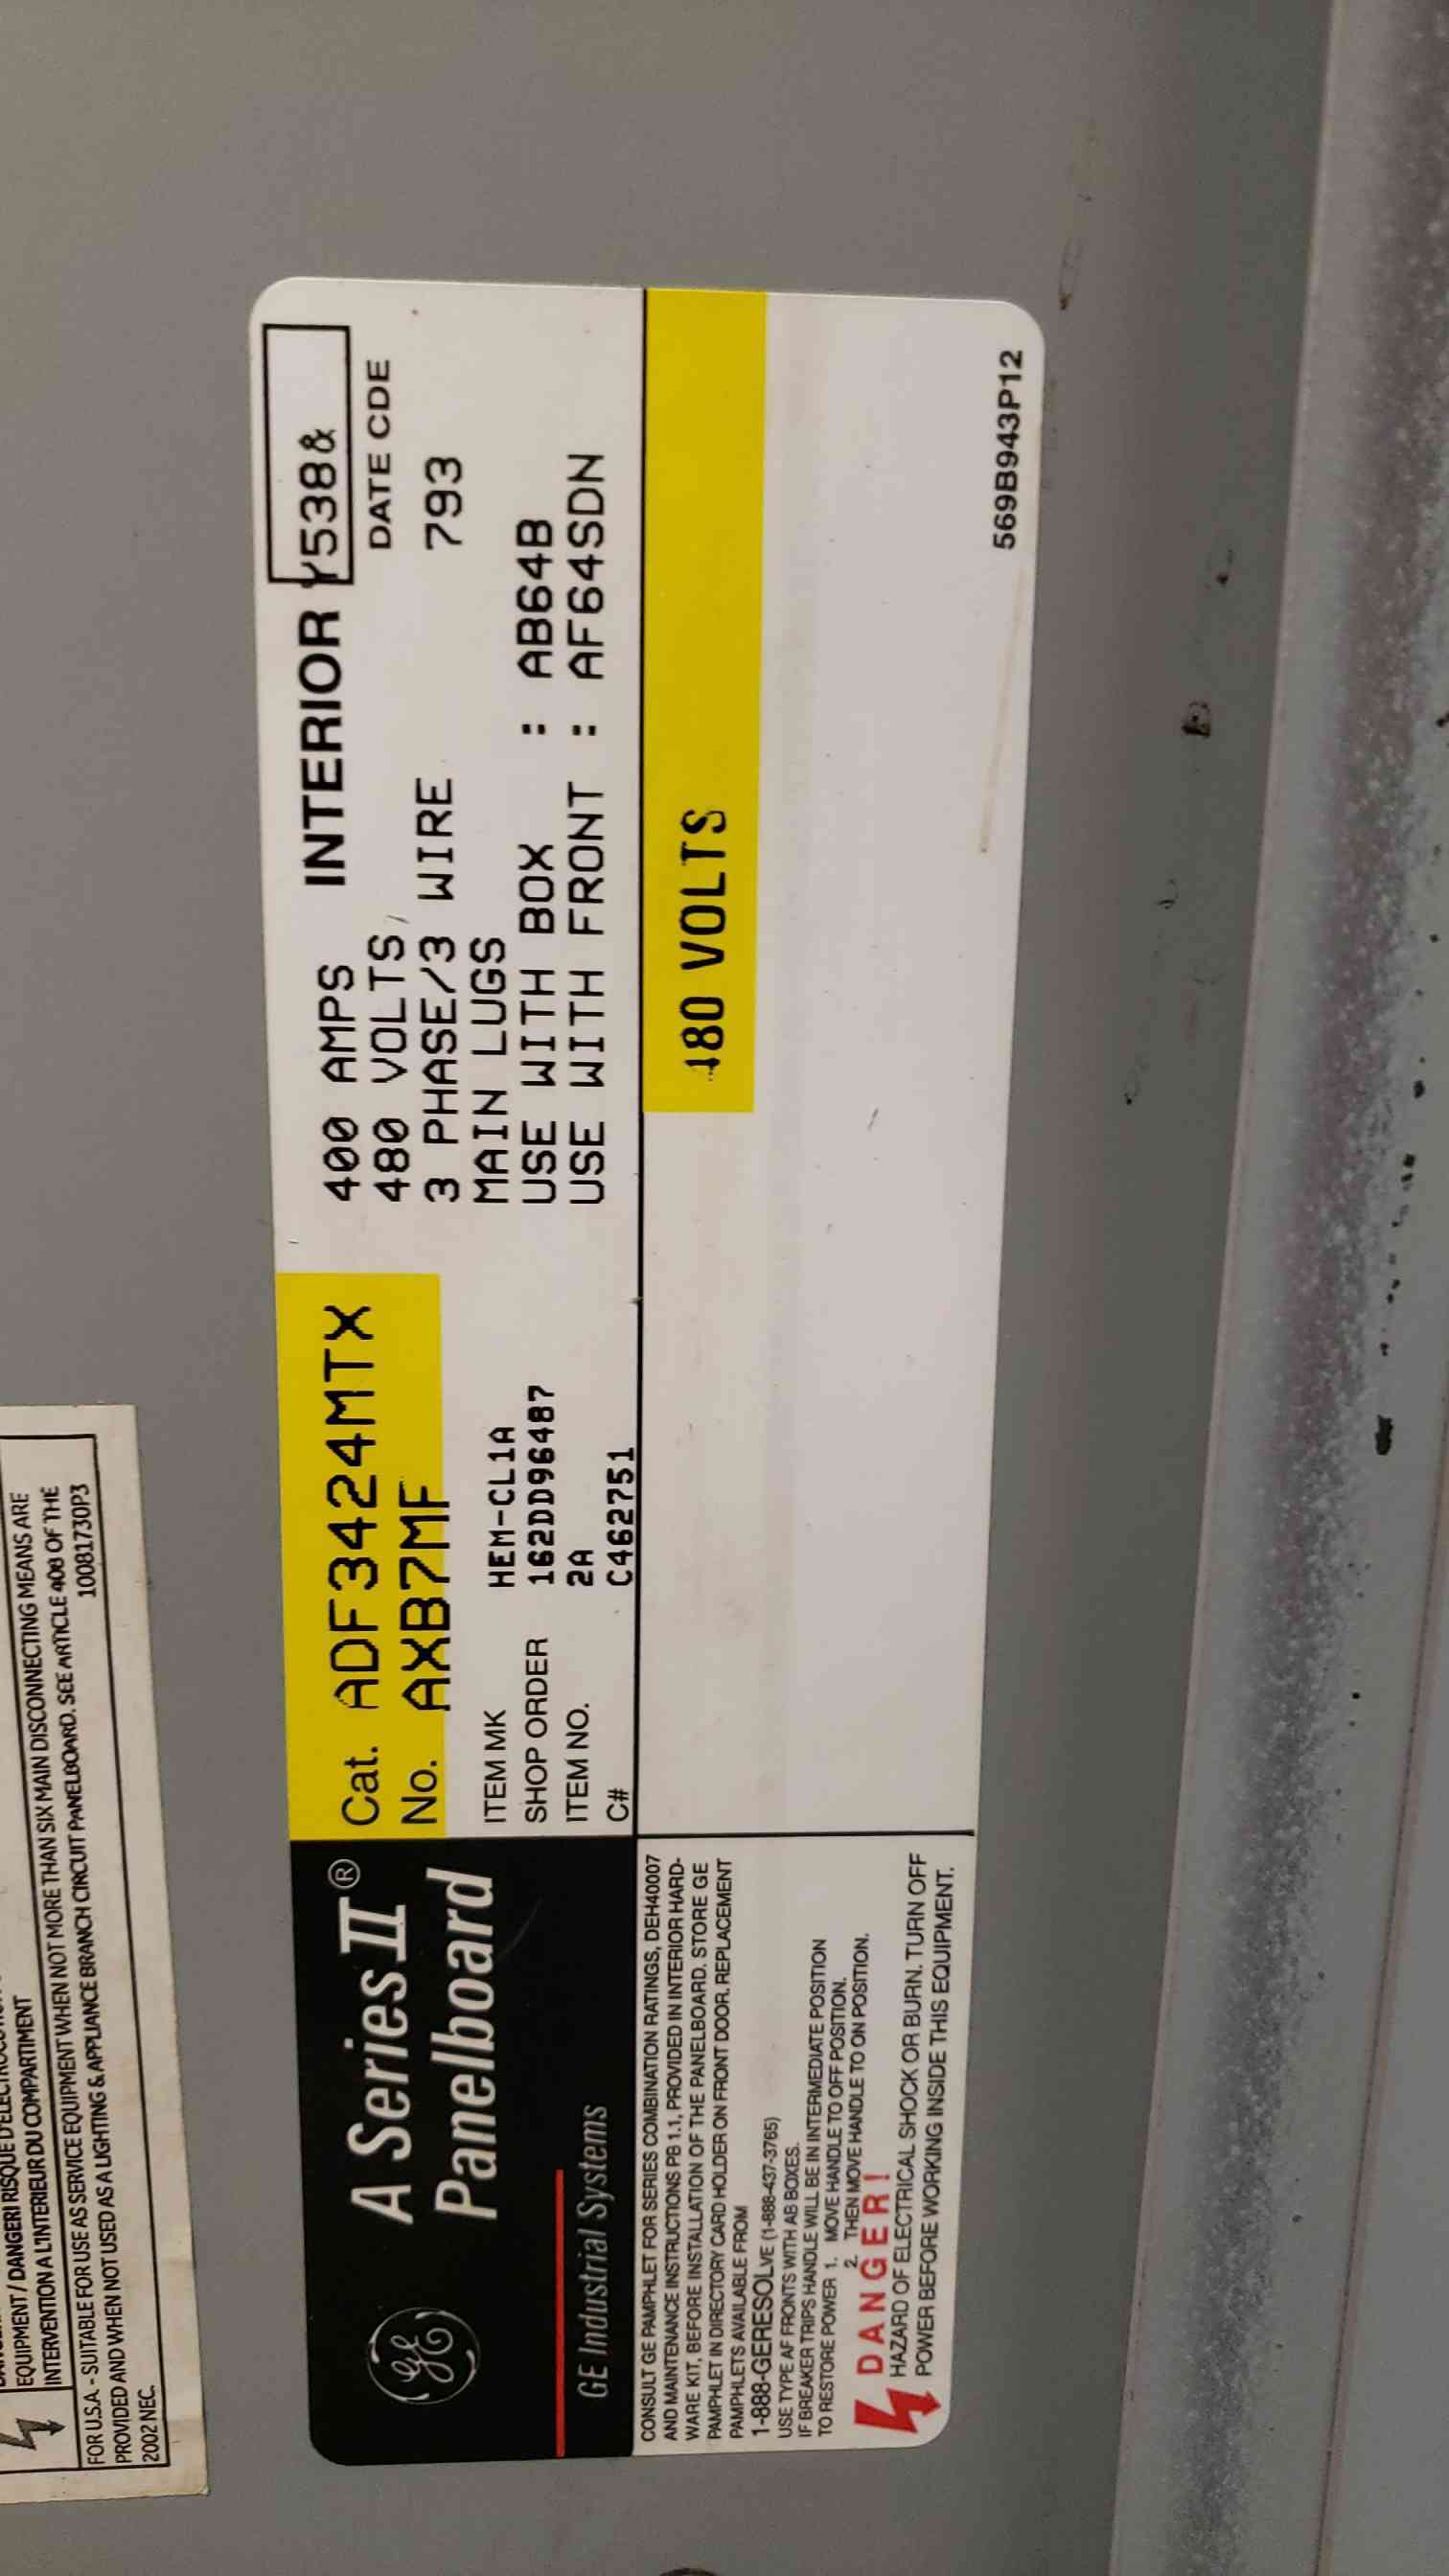 EQUIPMENT / DANGER! RISQUE
INTERVENTION A L'INTERIEUR DU COMPARTIMENT
FOR U.S.A. - SUITABLE FOR USE AS SERVICE EQUIPMENT WHEN NOT MORE THAN SIX MAIN DISCONNECTING MEANS ARE
PROVIDED AND WHEN NOT USED AS A LIGHTING & APPLIANCE BRANCH CIRCUIT PANELBOARD. SEE ARTICLE 408 OF THE
2002 NEC.
10081730P3
GE
A Series II®
Panelboard
GE Industrial Systems
Cat. ADF3424MTX
No. AXB7MF
ITEM MK HEM-CL1A
SHOP ORDER 162DD96487
ITEM NO. 2A
C# C462751
400 AMPS INTERIOR Y538&
480 VOLTS, DATE CDE
3 PHASE/3 WIRE 793
MAIN LUGS
USE WITH BOX : AB64B
USE WITH FRONT : AF64SDN
480 VOLTS
CONSULT GE PAMPHLET FOR SERIES COMBINATION RATINGS, DEH40007
AND MAINTENANCE INSTRUCTIONS PB 1.1, PROVIDED IN INTERIOR HARD-
WARE KIT, BEFORE INSTALLATION OF THE PANELBOARD. STORE GE
PAMPHLET IN DIRECTORY CARD HOLDER ON FRONT DOOR. REPLACEMENT
PAMPHLETS AVAILABLE FROM
1-888-GERESOLVE (1-888-437-3765)
USE TYPE AF FRONTS WITH AB BOXES.
IF BREAKER TRIPS HANDLE WILL BE IN INTERMEDIATE POSITION
TO RESTORE POWER 1. MOVE HANDLE TO OFF POSITION.
2. THEN MOVE HANDLE TO ON POSITION.
DANGER!
HAZARD OF ELECTRICAL SHOCK OR BURN. TURN OFF
POWER BEFORE WORKING INSIDE THIS EQUIPMENT.
569B943P12